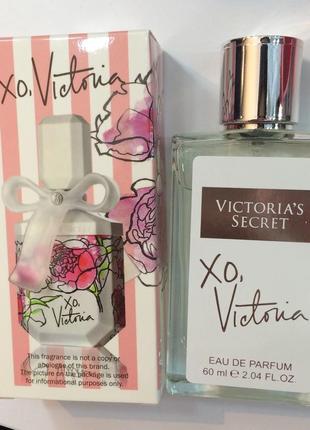 XO, Victoria
XO,
Victoria
This fragrance is not a copy or
analogue of this brand.
The picture on the package is used
for informational purposes only.
VICTORIA'S
SECRET
XO,
Victoria
EAU DE PARFUM
60 ml e 2.04 FL.OZ